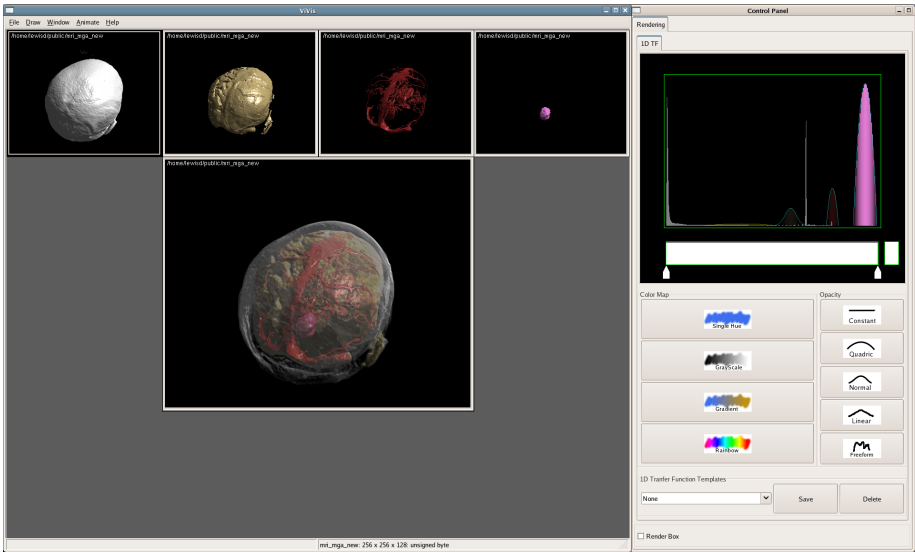 ViVis
File Draw Window Animate Help
/home/lewisd/public/mri_mga_new
/home/lewisd/public/mri_mga_new
/home/lewisd/public/mri_mga_new
/home/lewisd/public/mri_mga_new
/home/lewisd/public/mri_mga_new
mri_mga_new: 256 x 256 x 128: unsigned byte
Control Panel
Rendering
1D TF
Color Map
Opacity
Single Hue
Constant
Quadric
GrayScale
Normal
Gradient
Linear
Rainbow
Freeform
1D Tranfer Function Templates
None
Save
Delete
Render Box